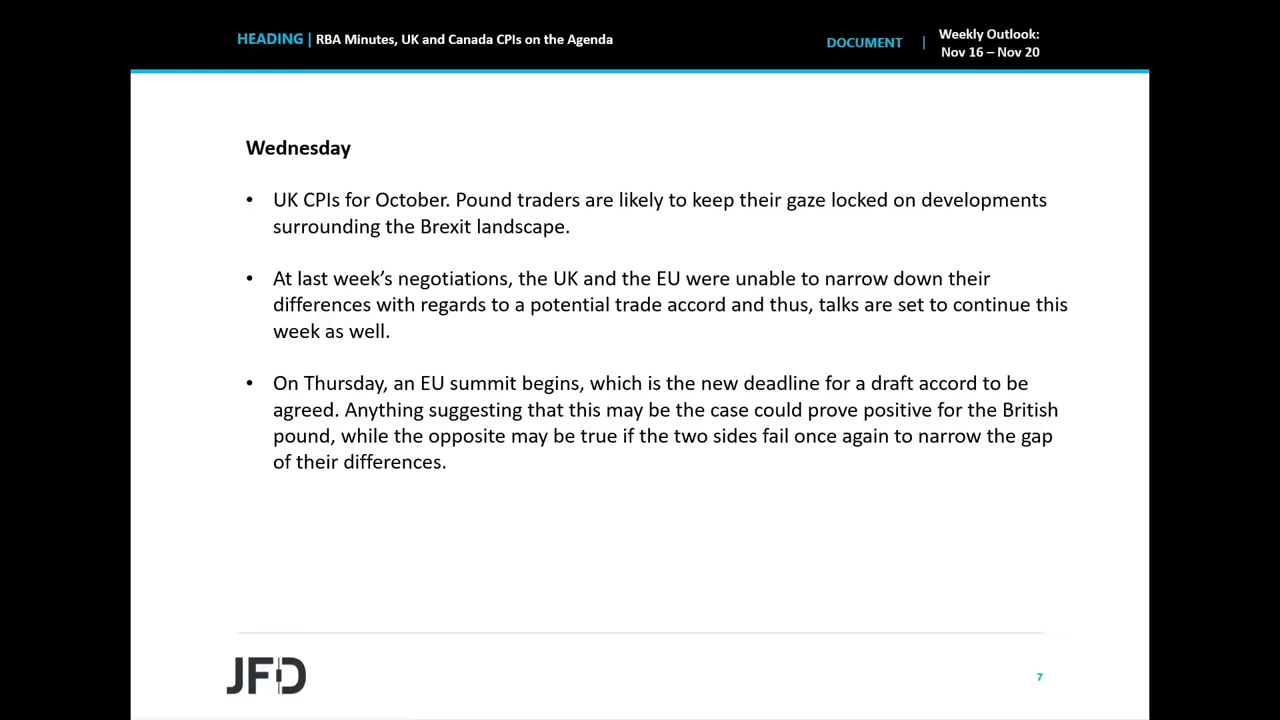 HEADING | RBA Minutes, UK and Canada CPIs on the Agenda
DOCUMENT | Weekly Outlook:
Nov 16 – Nov 20
Wednesday
• UK CPIs for October. Pound traders are likely to keep their gaze locked on developments
surrounding the Brexit landscape.
• At last week’s negotiations, the UK and the EU were unable to narrow down their
differences with regards to a potential trade accord and thus, talks are set to continue this
week as well.
• On Thursday, an EU summit begins, which is the new deadline for a draft accord to be
agreed. Anything suggesting that this may be the case could prove positive for the British
pound, while the opposite may be true if the two sides fail once again to narrow the gap
of their differences.
JFD
7